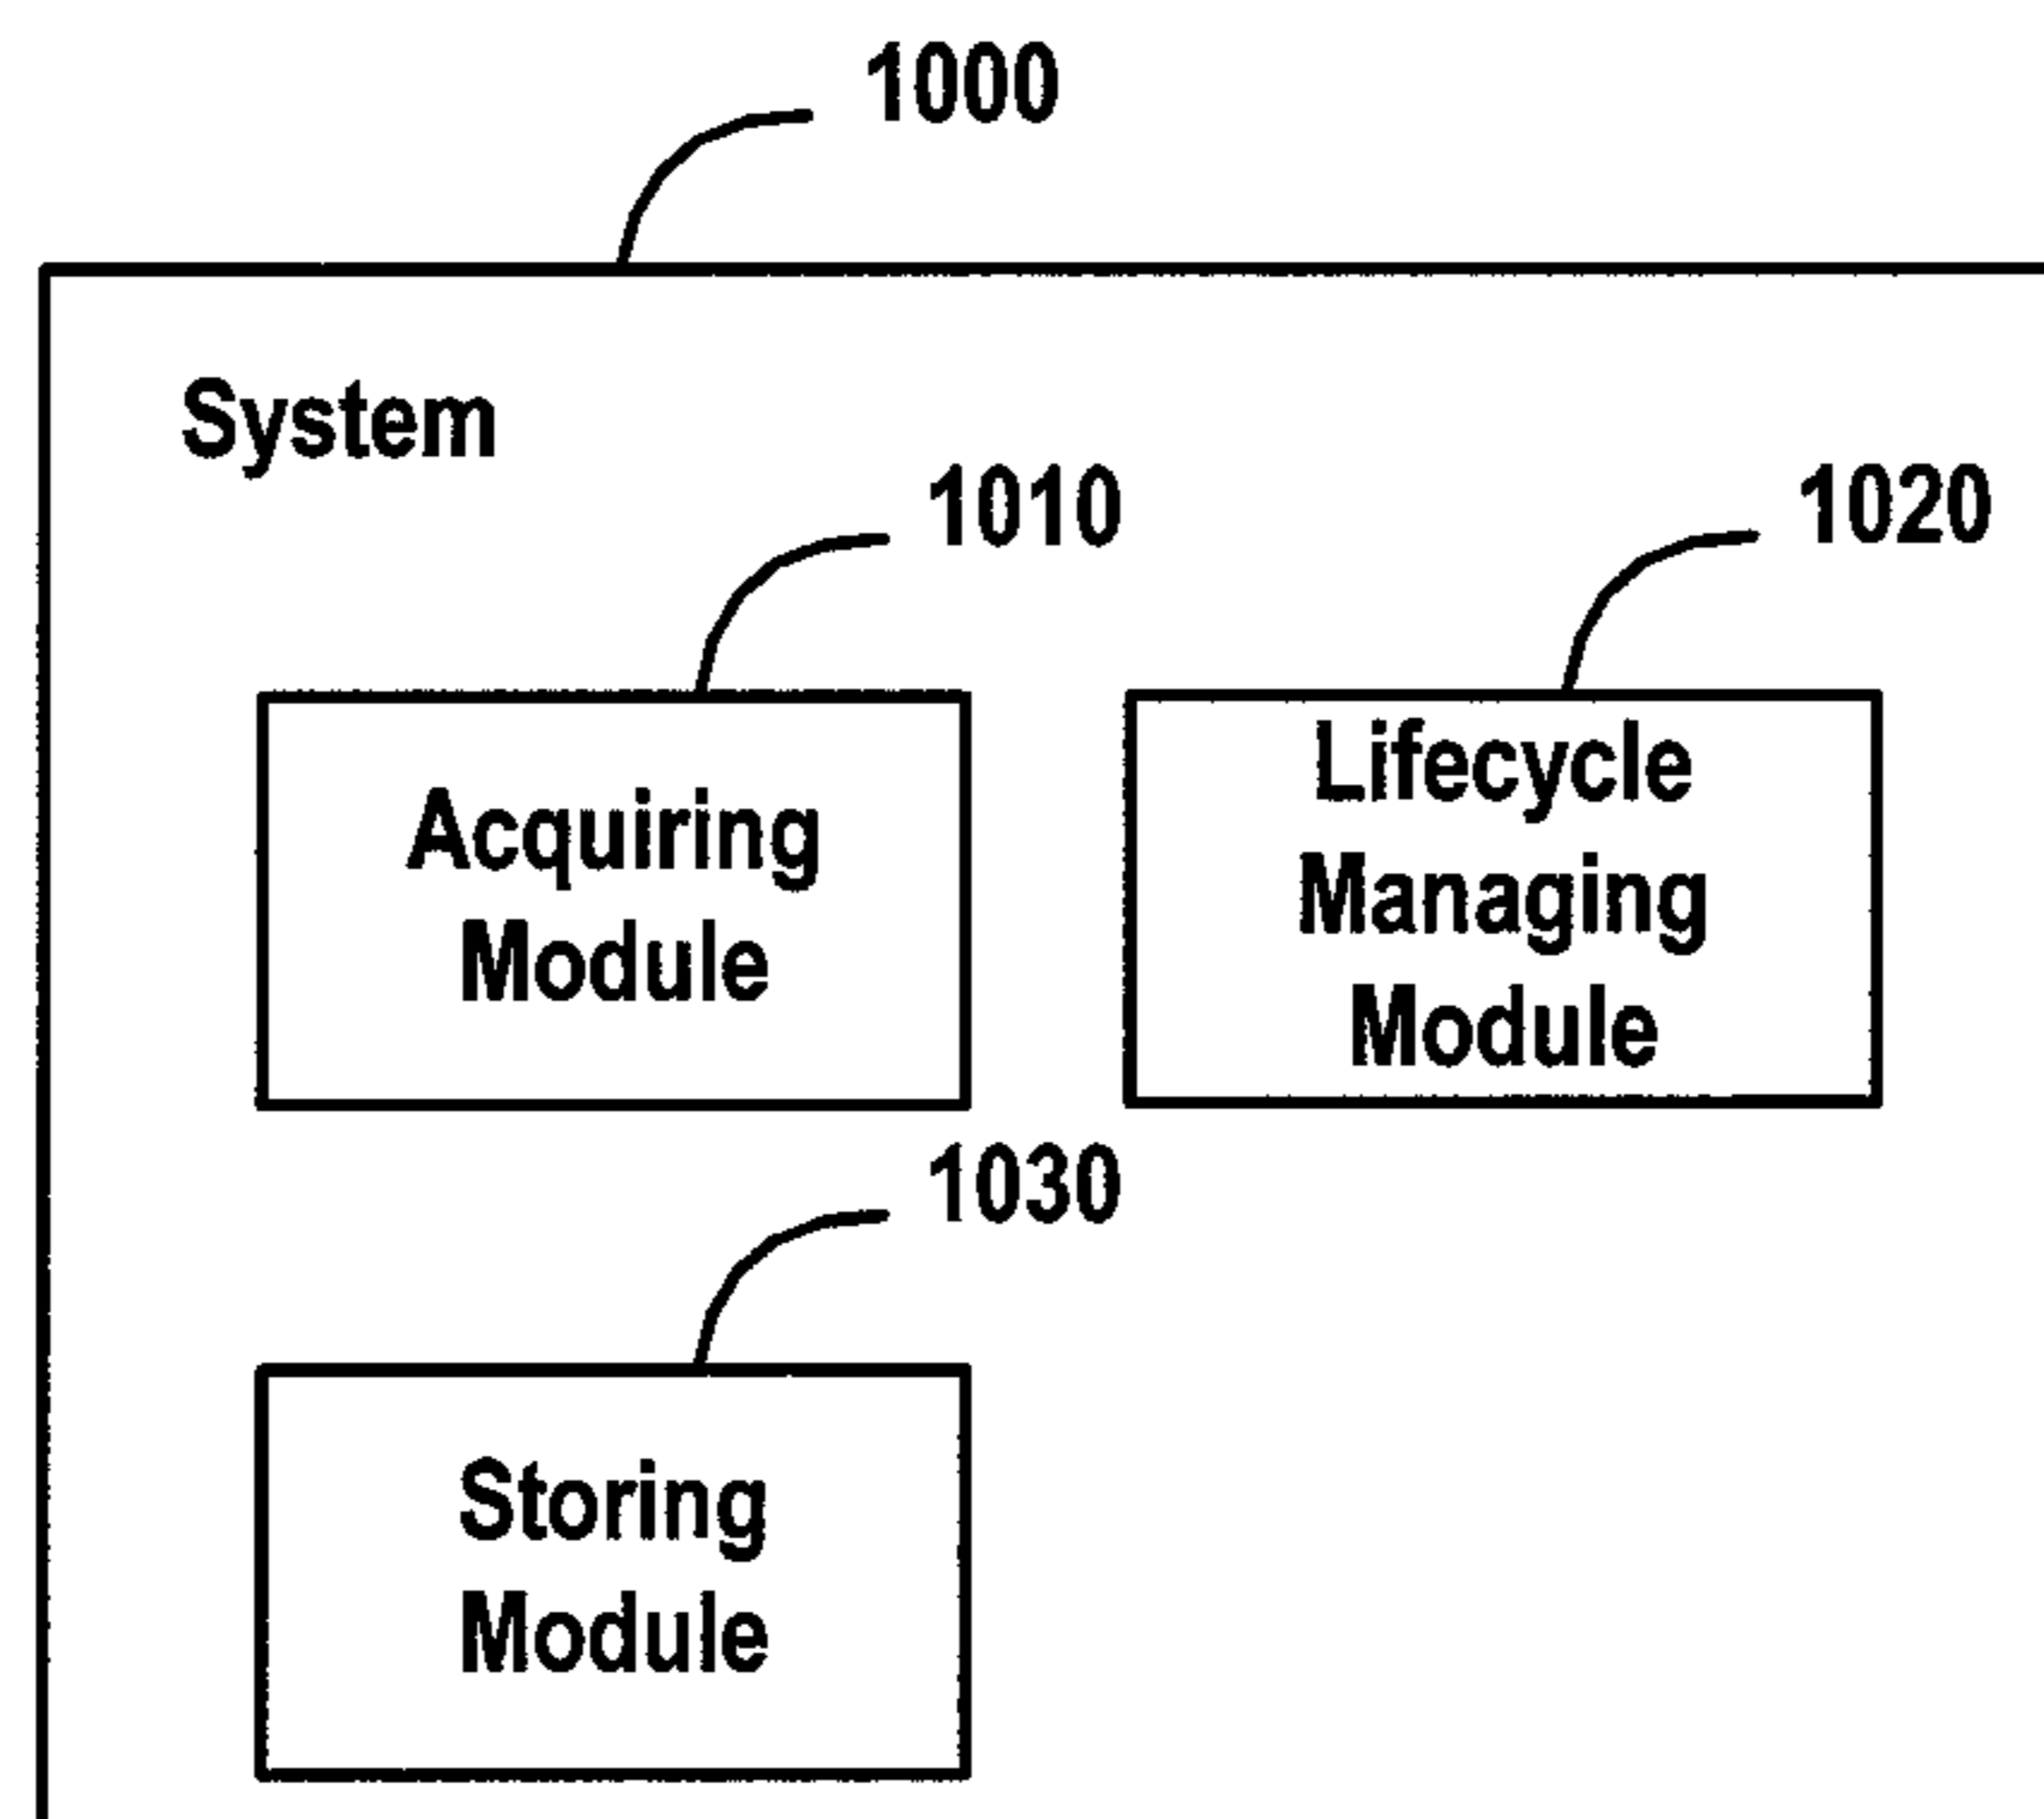 1000
System
1010
1020
Acquiring
Module
Lifecycle
Managing
Module
1030
Storing
Module